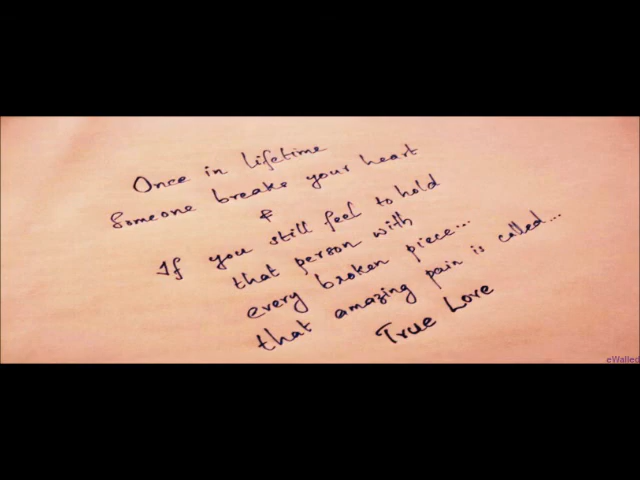 Once in lifetime
Someone breaks your heart
&
If you still feel to hold
that person with
every broken piece...
that amazing pain is called...
True Love
eWalled